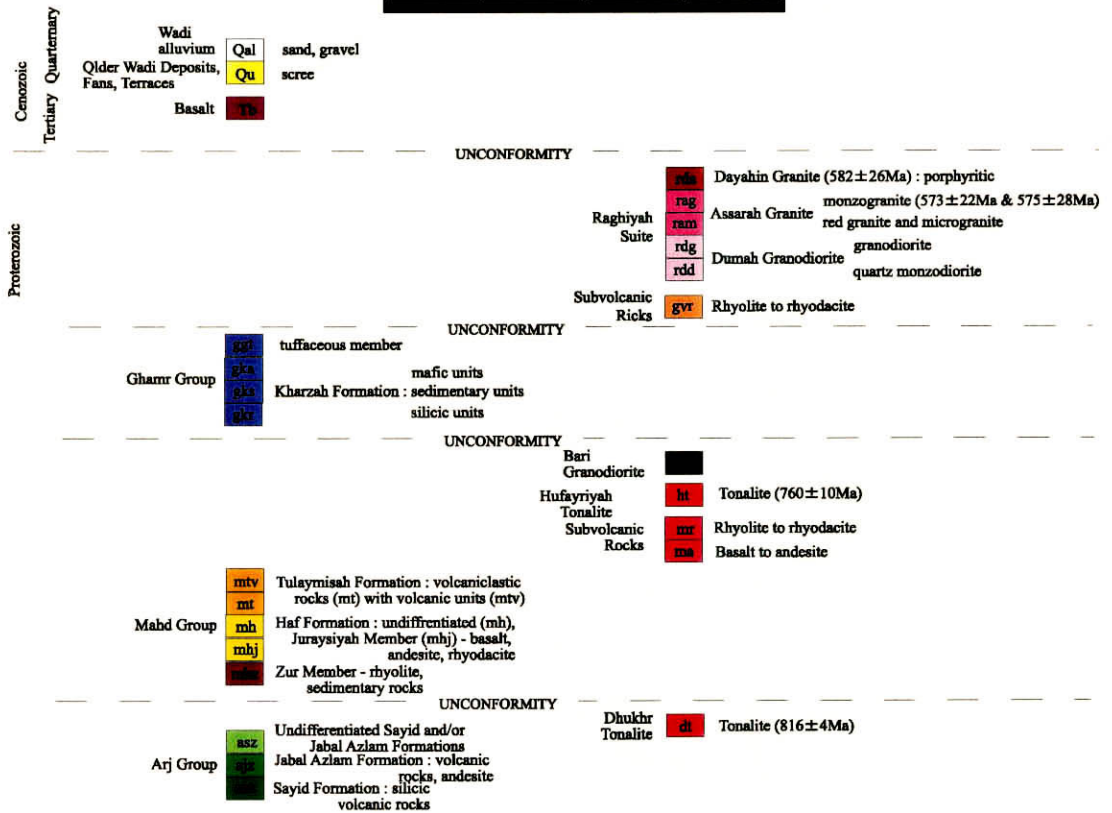 Cenozoic
Tertiary Quarternary
Wadi
alluvium Qal sand, gravel
Qlder Wadi Deposits,
Fans, Terraces Qu scree
Basalt Tb
UNCONFORMITY
Proterozoic
Raghiyah
Suite
rda Dayahin Granite (582±26Ma) : porphyritic
rag monzogranite (573±22Ma & 575±28Ma)
Assarah Granite
ram red granite and microgranite
rdg granodiorite
Dumah Granodiorite
rdd quartz monzodiorite
Subvolcanic
Ricks gvr Rhyolite to rhyodacite
UNCONFORMITY
Ghamr Group
ggt tuffaceous member
gka mafic units
gks Kharzah Formation : sedimentary units
gkr silicic units
UNCONFORMITY
Bari
Granodiorite
Hufayriyah
Tonalite ht Tonalite (760±10Ma)
Subvolcanic
Rocks mr Rhyolite to rhyodacite
ma Basalt to andesite
Mahd Group
mtv Tulaymisah Formation : volcaniclastic
mt rocks (mt) with volcanic units (mtv)
mh Haf Formation : undiffrentiated (mh),
mhj Juraysiyah Member (mhj) - basalt,
andesite, rhyodacite
Zur Member - rhyolite,
sedimentary rocks
UNCONFORMITY
Dhukhr
Tonalite dt Tonalite (816±4Ma)
Arj Group
asz Undifferentiated Sayid and/or
Jabal Azlam Formations
ajz Jabal Azlam Formation : volcanic
rocks, andesite
Sayid Formation : silicic
volcanic rocks